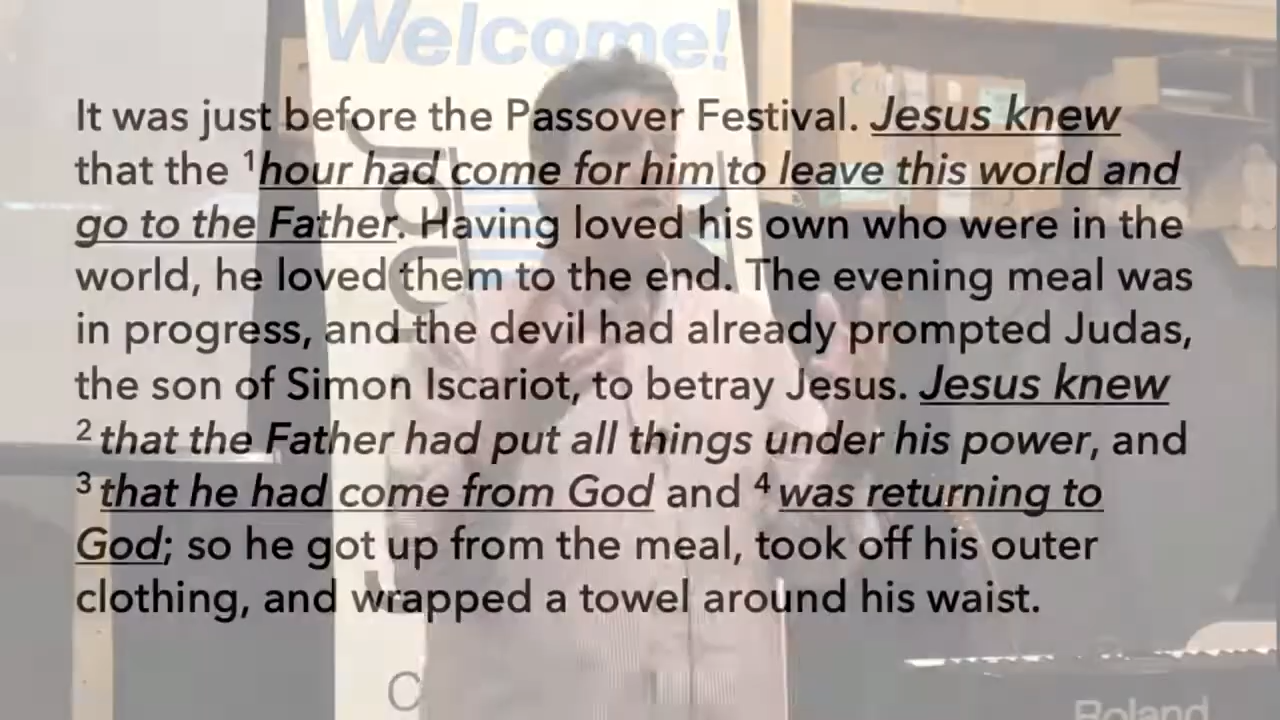 Welcome!
It was just before the Passover Festival. Jesus knew
that the ¹hour had come for him to leave this world and
go to the Father. Having loved his own who were in the
world, he loved them to the end. The evening meal was
in progress, and the devil had already prompted Judas,
the son of Simon Iscariot, to betray Jesus. Jesus knew
² that the Father had put all things under his power, and
³ that he had come from God and ⁴ was returning to
God; so he got up from the meal, took off his outer
clothing, and wrapped a towel around his waist.
Roland